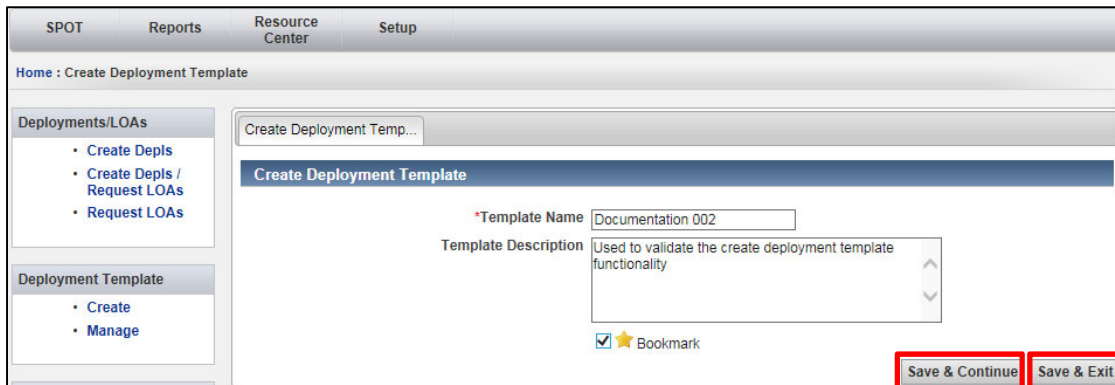 SPOT Reports Resource Center Setup
Home : Create Deployment Template
Deployments/LOAs
• Create Depls
• Create Depls /
Request LOAs
• Request LOAs
Deployment Template
• Create
• Manage
Create Deployment Temp...
Create Deployment Template
*Template Name Documentation 002
Template Description Used to validate the create deployment template
functionality
Bookmark
Save & Continue Save & Exit